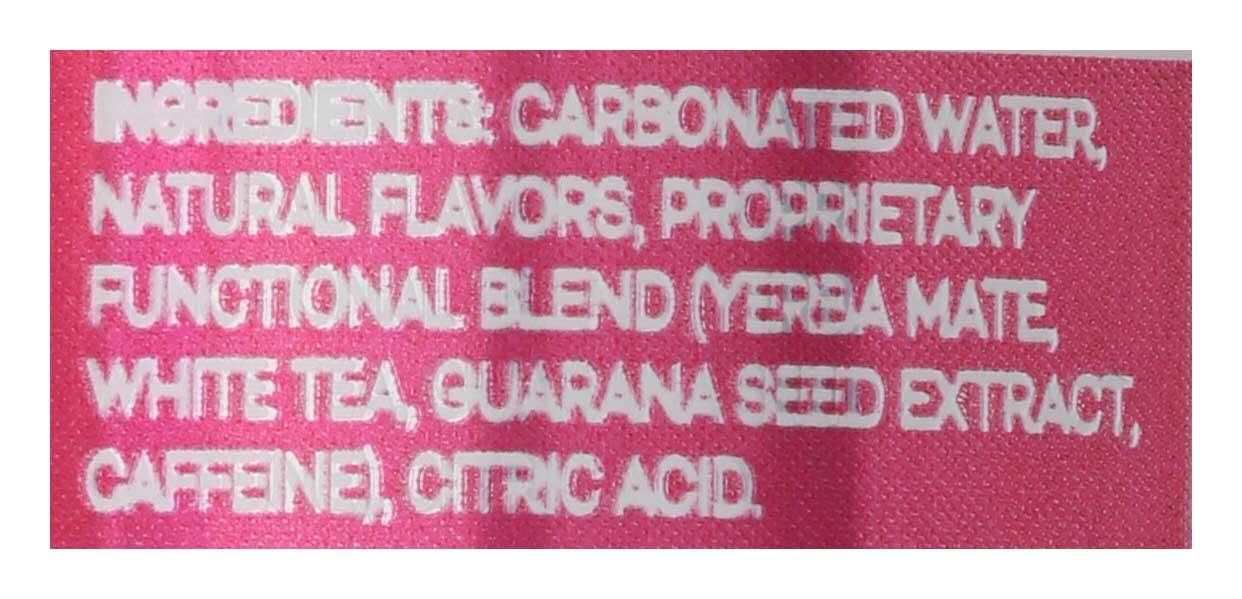 INGREDIENTS: CARBONATED WATER,
NATURAL FLAVORS, PROPRIETARY
FUNCTIONAL BLEND (YERBA MATE,
WHITE TEA, GUARANA SEED EXTRACT,
CAFFEINE), CITRIC ACID.